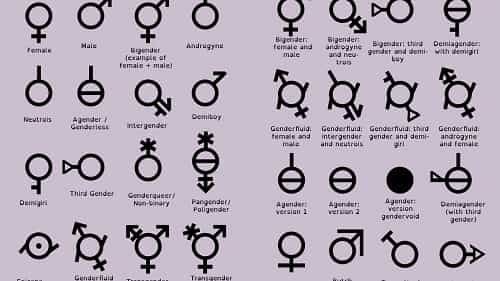 Female
Male
Bigender
(example of
female + male)
Androgyne
Bigender:
female and
male
Bigender:
androgyne
and neu-
trois
Bigender: third
gender and demi-
boy
Demiagender:
with demigirl
Neutrois
Agender /
Genderless
Intergender
Demiboy
Genderfluid:
female and
male
Genderfluid:
intergender
and neutrois
Genderfluid: third
gender and demi-
girl
Genderfluid:
androgyne
and female
Demigirl
Third Gender
Genderqueer/
Non-binary
Pangender/
Poligender
Agender:
version 1
Agender:
version 2
Agender:
version
gendervoid
Demiagender
(with third
gender)
Genderfluid
Transgender
Transgender